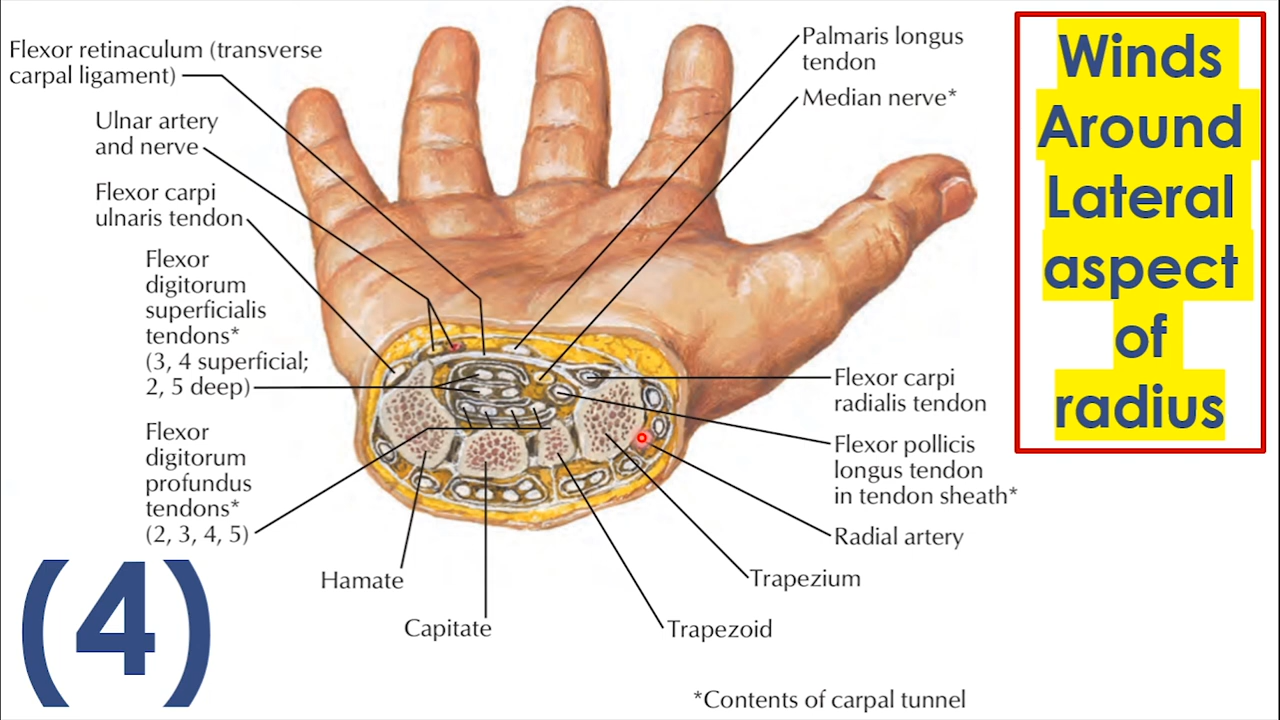 Flexor retinaculum (transverse
carpal ligament)
Ulnar artery
and nerve
Flexor carpi
ulnaris tendon
Flexor
digitorum
superficialis
tendons*
(3, 4 superficial;
2, 5 deep)
Flexor
digitorum
profundus
tendons*
(2, 3, 4, 5)
Hamate
Capitate
Palmaris longus
tendon
Median nerve*
Flexor carpi
radialis tendon
Flexor pollicis
longus tendon
in tendon sheath*
Radial artery
Trapezium
Trapezoid
*Contents of carpal tunnel
(4)
Winds
Around
Lateral
aspect
of
radius